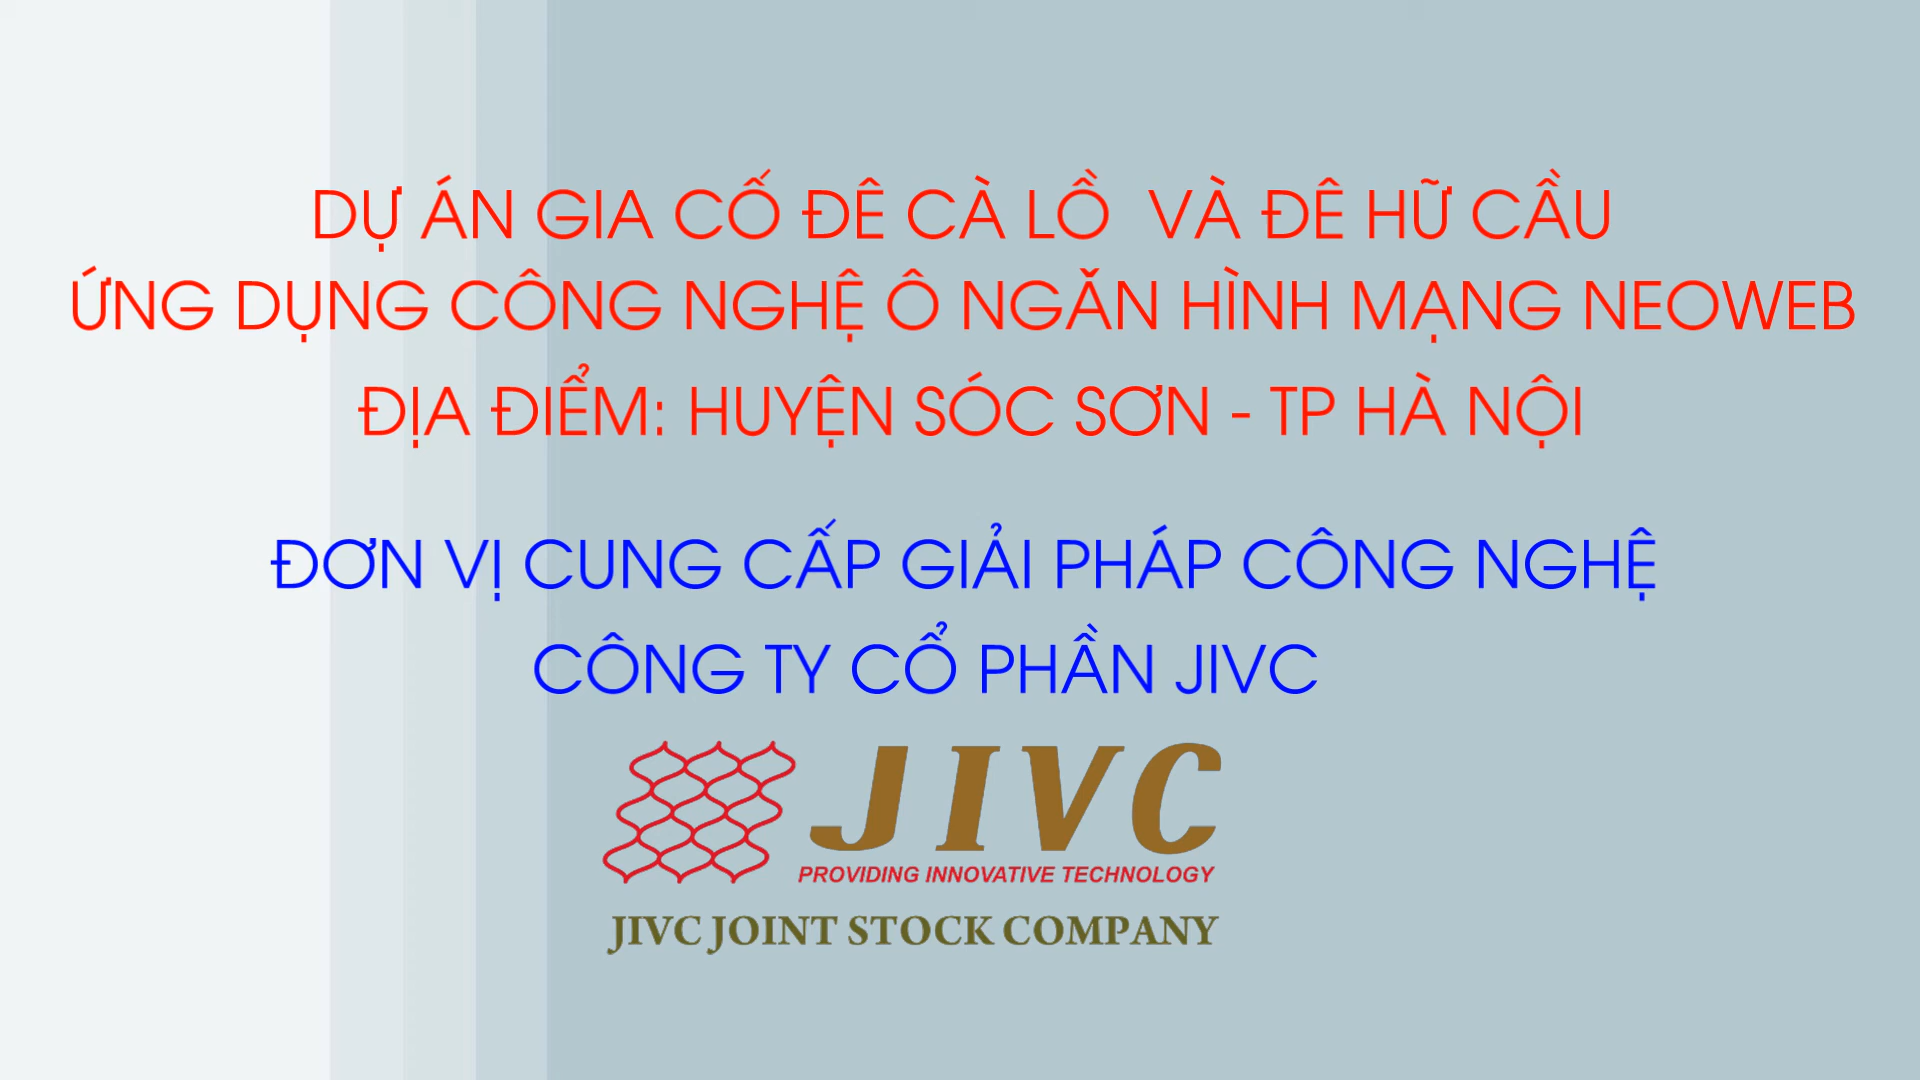 DỰ ÁN GIA CỐ ĐÊ CÀ LỒ VÀ ĐÊ HỮ CẦU
ỨNG DỤNG CÔNG NGHỆ Ô NGĂN HÌNH MẠNG NEOWEB
ĐỊA ĐIỂM: HUYỆN SÓC SƠN - TP HÀ NỘI
ĐƠN VỊ CUNG CẤP GIẢI PHÁP CÔNG NGHỆ
CÔNG TY CỔ PHẦN JIVC
JIVC
PROVIDING INNOVATIVE TECHNOLOGY
JIVC JOINT STOCK COMPANY